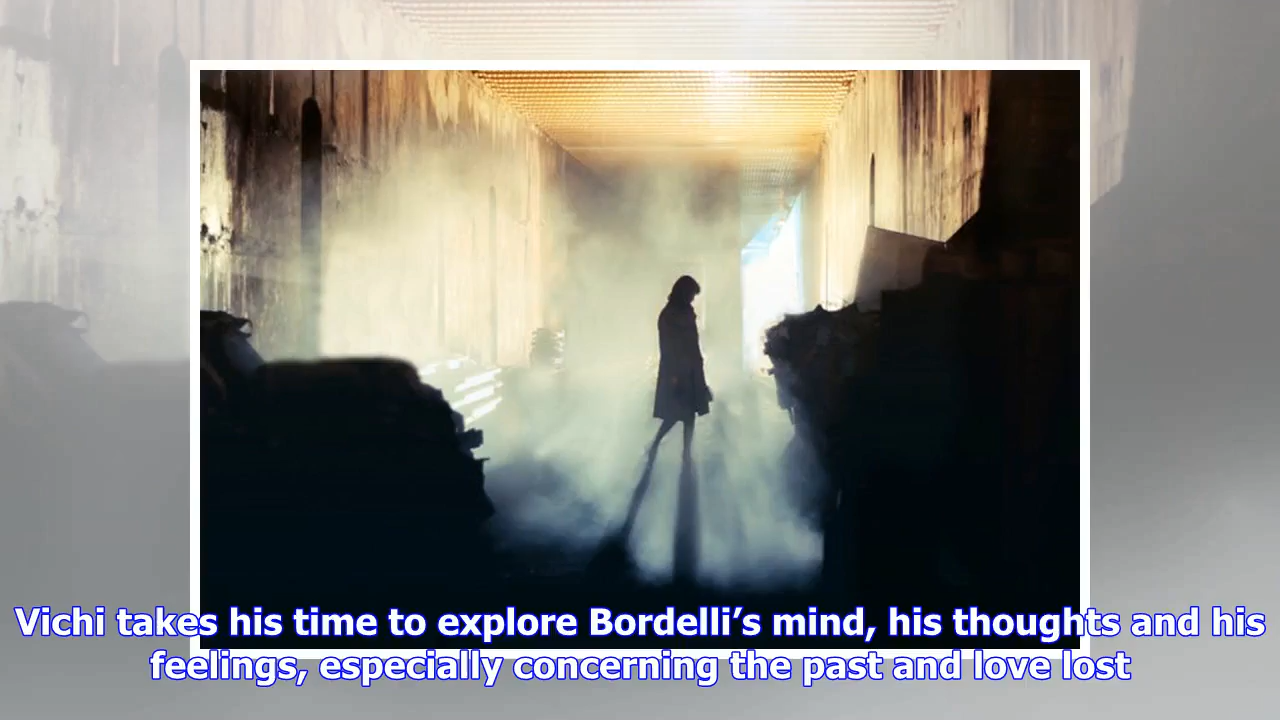 Vichi takes his time to explore Bordelli’s mind, his thoughts and his
feelings, especially concerning the past and love lost